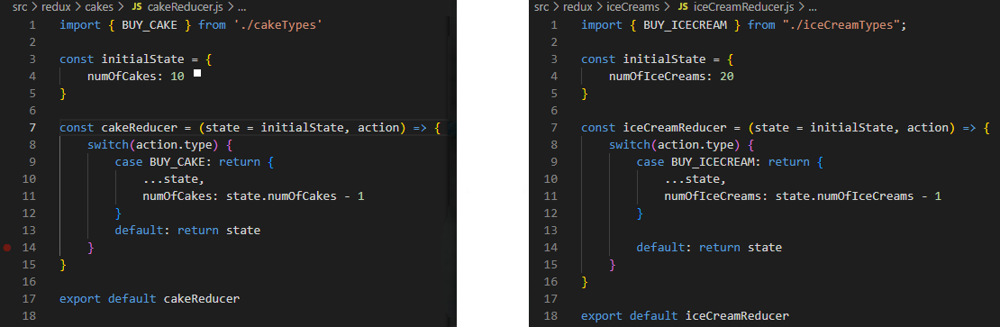 src > redux > cakes > JS cakeReducer.js > ...
1 import { BUY_CAKE } from './cakeTypes'
2
3 const initialState = {
4     numOfCakes: 10
5 }
6
7 const cakeReducer = (state = initialState, action) => {
8     switch(action.type) {
9         case BUY_CAKE: return {
10             ...state,
11             numOfCakes: state.numOfCakes - 1
12         }
13         default: return state
14     }
15 }
16
17 export default cakeReducer
18
src > redux > iceCreams > JS iceCreamReducer.js > ...
1 import { BUY_ICECREAM } from "./iceCreamTypes";
2
3 const initialState = {
4     numOfIceCreams: 20
5 }
6
7 const iceCreamReducer = (state = initialState, action) => {
8     switch(action.type) {
9         case BUY_ICECREAM: return {
10             ...state,
11             numOfIceCreams: state.numOfIceCreams - 1
12         }
13
14         default: return state
15     }
16 }
17
18 export default iceCreamReducer